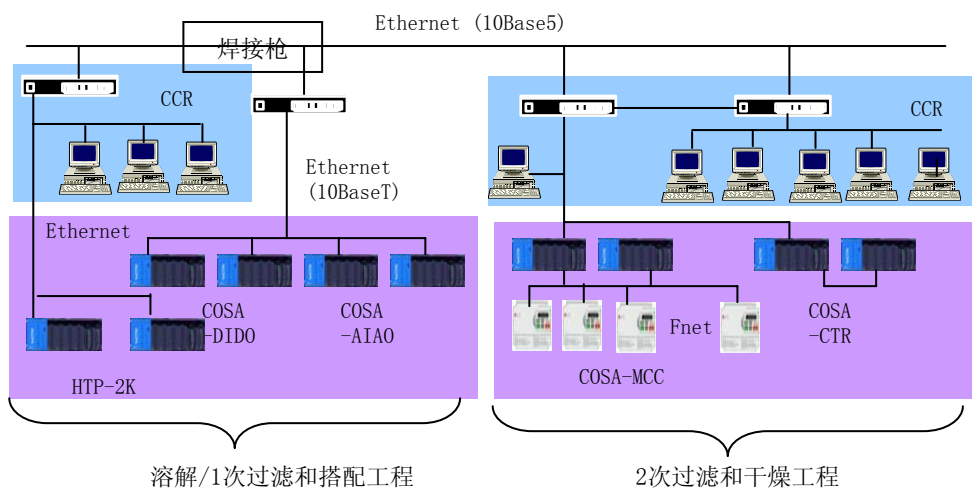 Ethernet (10Base5)
焊接枪
CCR
CCR
Ethernet
(10BaseT)
Ethernet
COSA
-DIDO
COSA
-AIAO
HTP-2K
Fnet
COSA
-CTR
COSA-MCC
溶解/1次过滤和搭配工程
2次过滤和干燥工程